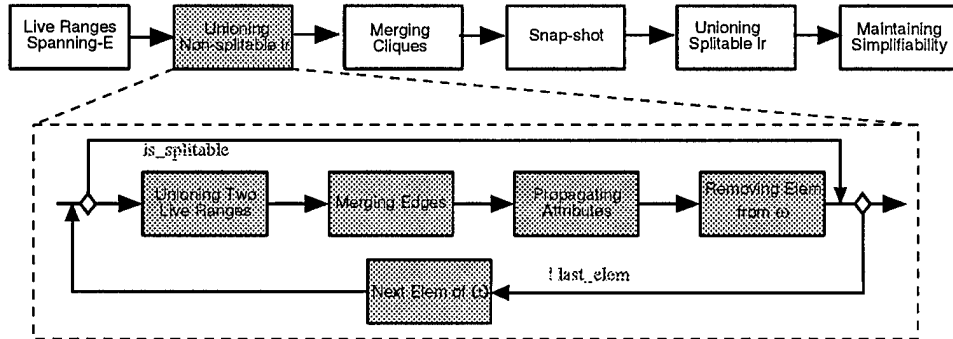 Live Ranges
Spanning-E
Unioning
Non-splitable lr
Merging
Cliques
Snap-shot
Unioning
Splitable lr
Maintaining
Simplifiability
is_splitable
Unioning Two
Live Ranges
Merging Edges
Propagating
Attributes
Removing Elem
from ω
Next Elem of ω
! last_elem